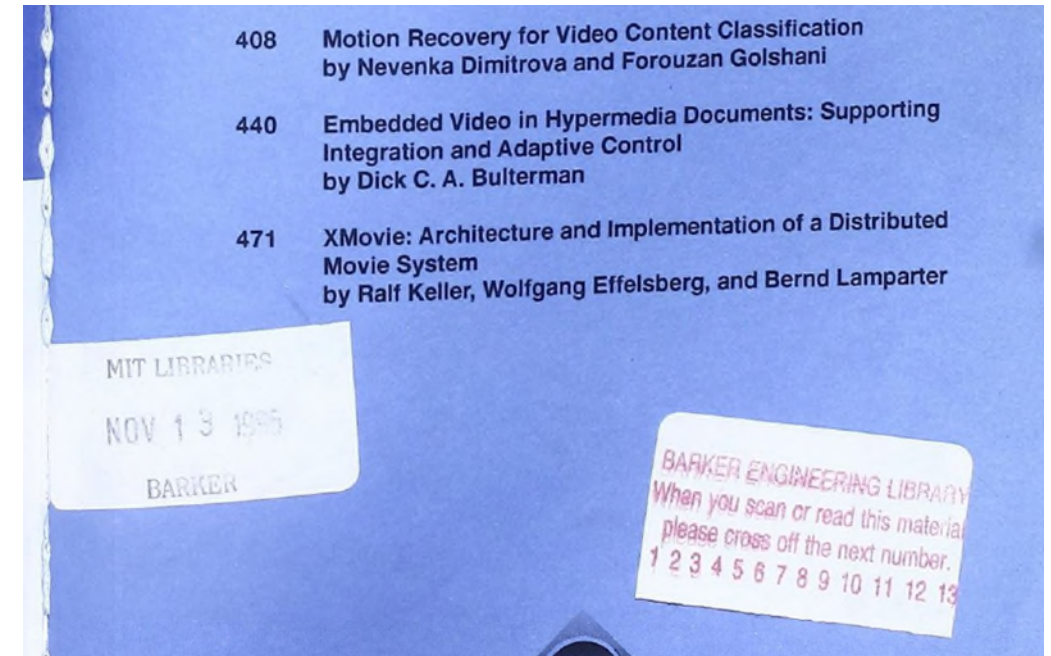 408 Motion Recovery for Video Content Classification
by Nevenka Dimitrova and Forouzan Golshani
440 Embedded Video in Hypermedia Documents: Supporting
Integration and Adaptive Control
by Dick C. A. Bulterman
471 XMovie: Architecture and Implementation of a Distributed
Movie System
by Ralf Keller, Wolfgang Effelsberg, and Bernd Lamparter
MIT LIBRARIES
NOV 13 1995
BARKER
BARKER ENGINEERING LIBRARY
When you scan or read this material
please cross off the next number.
1 2 3 4 5 6 7 8 9 10 11 12 13